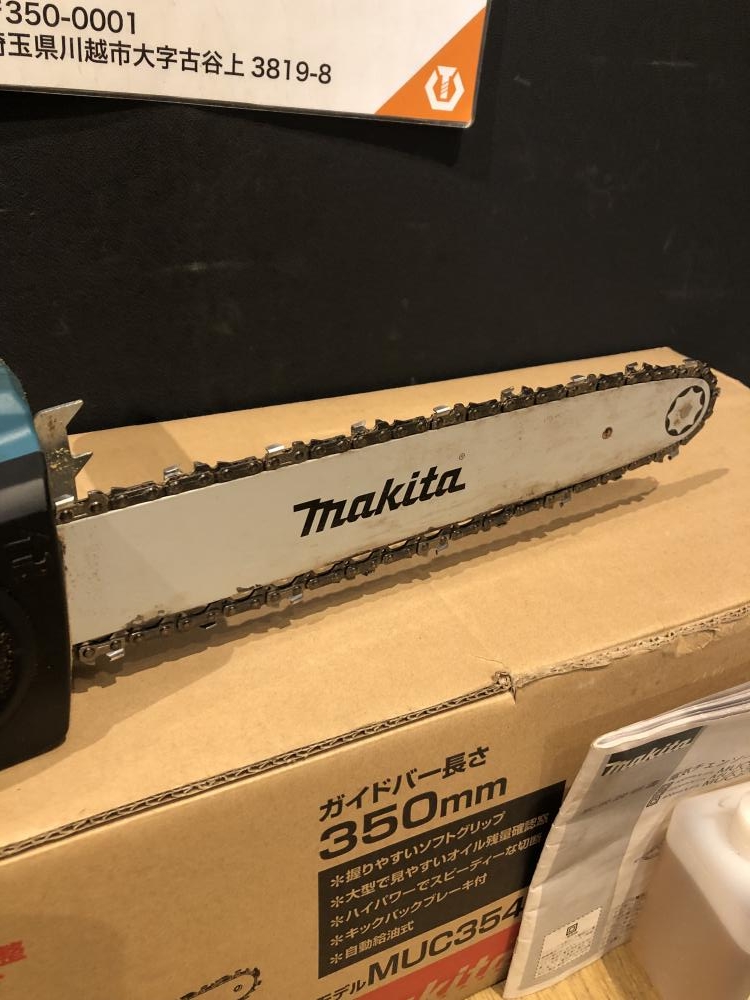 350-0001
玉県川越市大字古谷上 3819-8
makita
ガイドバー長さ
350mm
＊握りやすいソフトグリップ
＊大型で見やすいオイル残量確認窓
＊ハイパワーでスピーディーな切断
＊キックバックブレーキ付
＊自動給油式
モデル MUC354
makita
makita